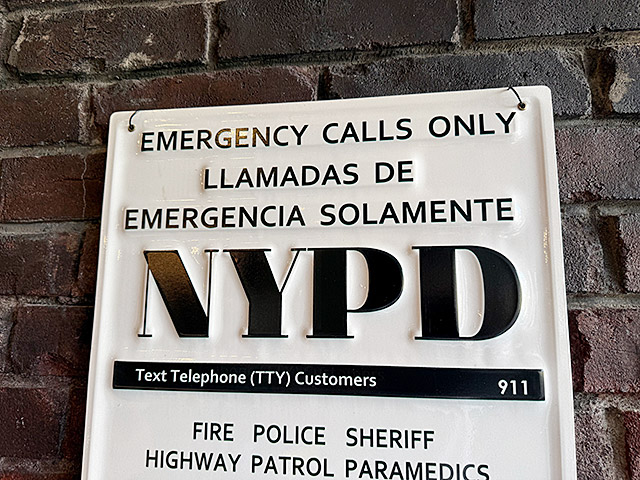 EMERGENCY CALLS ONLY
LLAMADAS DE
EMERGENCIA SOLAMENTE
NYPD
Text Telephone (TTY) Customers 911
FIRE POLICE SHERIFF
HIGHWAY PATROL PARAMEDICS